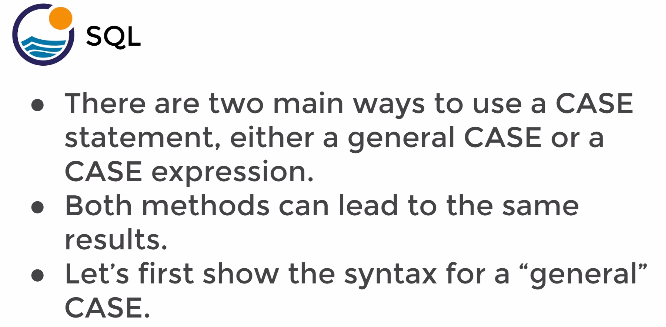 SQL
● There are two main ways to use a CASE
statement, either a general CASE or a
CASE expression.
● Both methods can lead to the same
results.
● Let’s first show the syntax for a “general”
CASE.